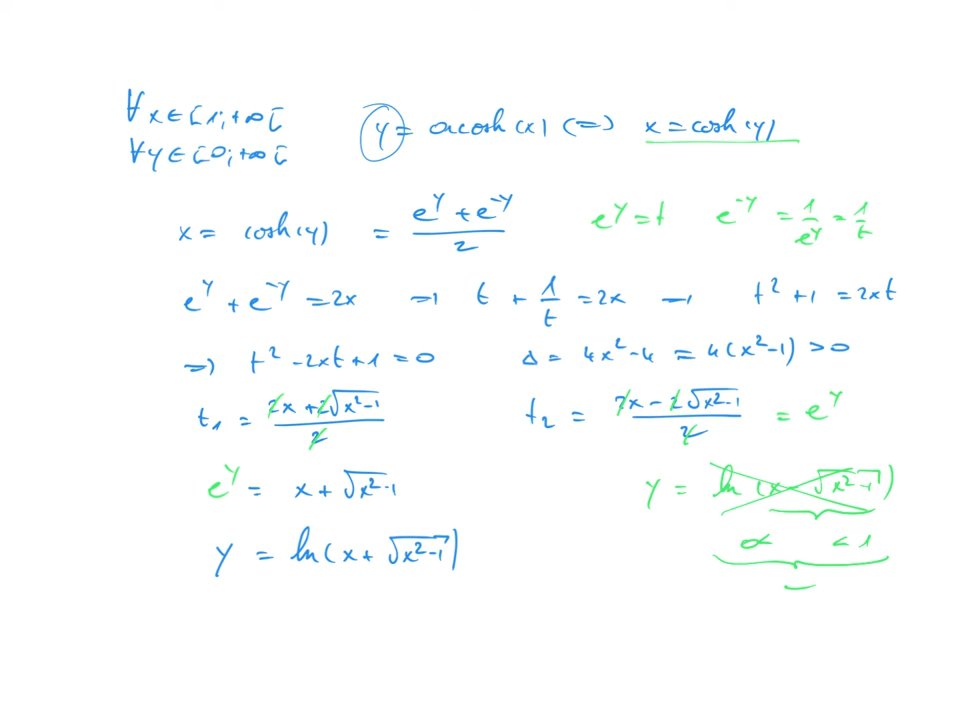 ∀x∈[1;+∞[
∀y∈[0;+∞[
y = acosh(x) (=) x = cosh(y)
x = cosh(y) = (e^y + e^-y)/2
e^y = t e^-y = 1/e^y = 1/t
e^y + e^-y = 2x => t + 1/t = 2x => t² + 1 = 2xt
=> t² - 2xt + 1 = 0 Δ = 4x² - 4 = 4(x² - 1) > 0
t₁ = (2x + 2√(x²-1))/2 t₂ = (2x - 2√(x²-1))/2 = e^y
e^y = x + √(x²-1) y = ln(x - √(x²-1))
y = ln(x + √(x²-1)) < 1